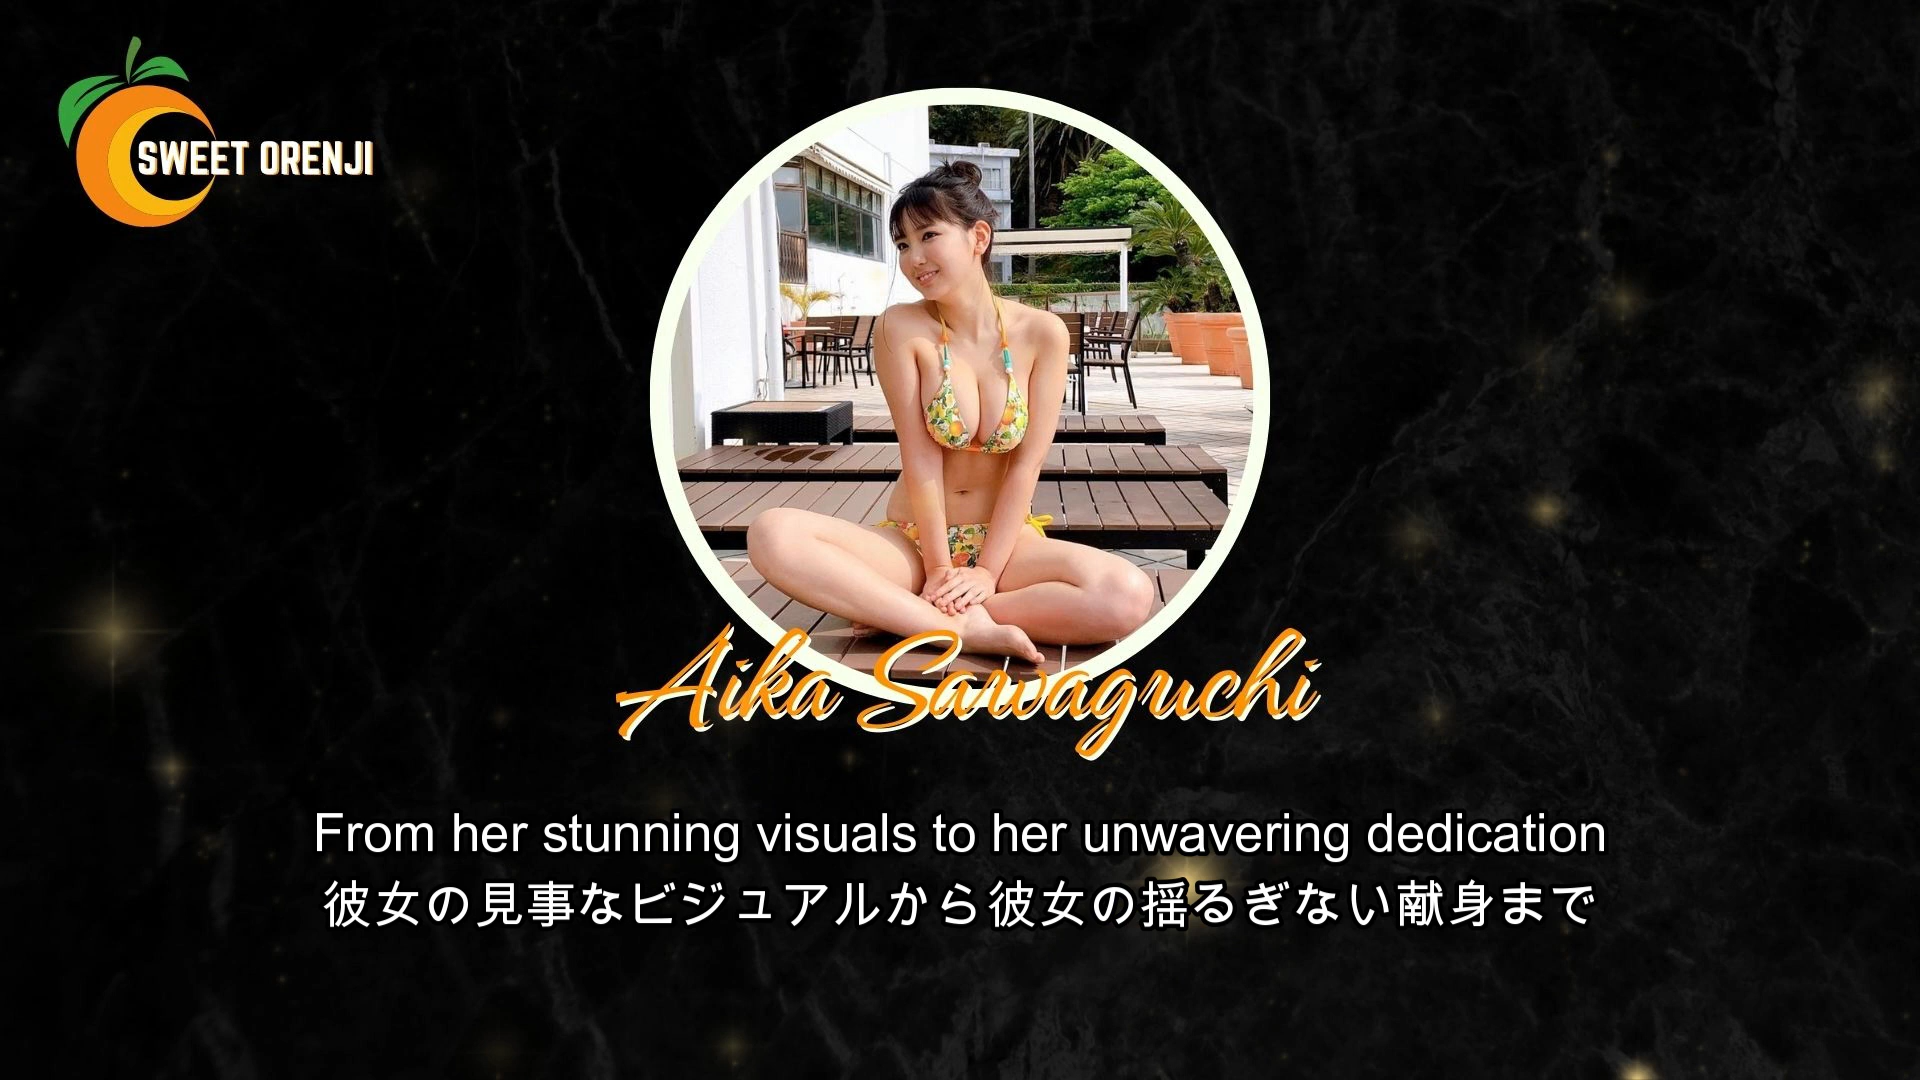 SWEET ORENJI
Aika Sawaguchi
From her stunning visuals to her unwavering dedication
彼女の見事なビジュアルから彼女の揺るぎない献身まで